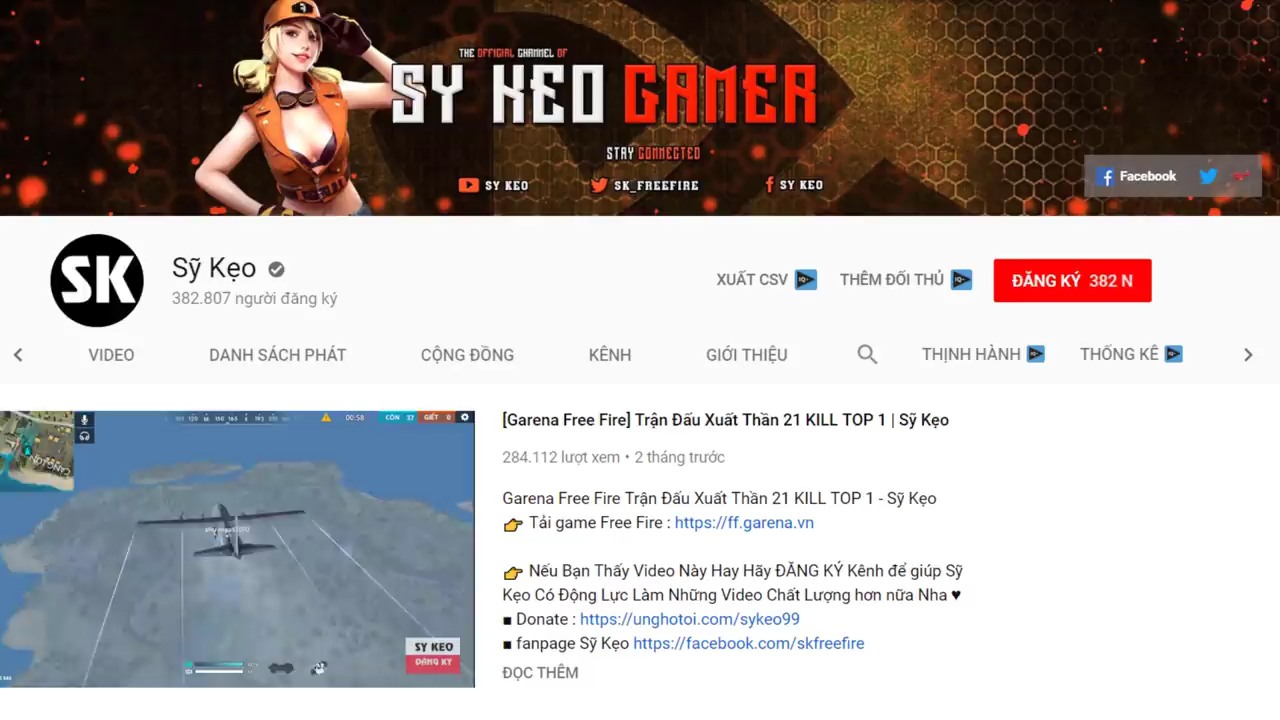 THE OFFICIAL CHANNEL OF
SY KEO GAMER
STAY CONNECTED
SY KEO
SK_FREEFIRE
SY KEO
Facebook
SK
Sỹ Kẹo
382.807 người đăng ký
XUẤT CSV
THÊM ĐỐI THỦ
ĐĂNG KÝ 382 N
VIDEO
DANH SÁCH PHÁT
CỘNG ĐỒNG
KÊNH
GIỚI THIỆU
THỊNH HÀNH
THỐNG KÊ
00:58
CÒN 37
GIẾT 0
SY KEO
ĐĂNG KÝ
[Garena Free Fire] Trận Đấu Xuất Thần 21 KILL TOP 1 | Sỹ Kẹo
284.112 lượt xem • 2 tháng trước
Garena Free Fire Trận Đấu Xuất Thần 21 KILL TOP 1 - Sỹ Kẹo
👉 Tải game Free Fire : https://ff.garena.vn
👉 Nếu Bạn Thấy Video Này Hay Hãy ĐĂNG KÝ Kênh để giúp Sỹ
Kẹo Có Động Lực Làm Những Video Chất Lượng hơn nữa Nha ♥
■ Donate : https://unghotoi.com/sykeo99
■ fanpage Sỹ Kẹo https://facebook.com/skfreefire
ĐỌC THÊM